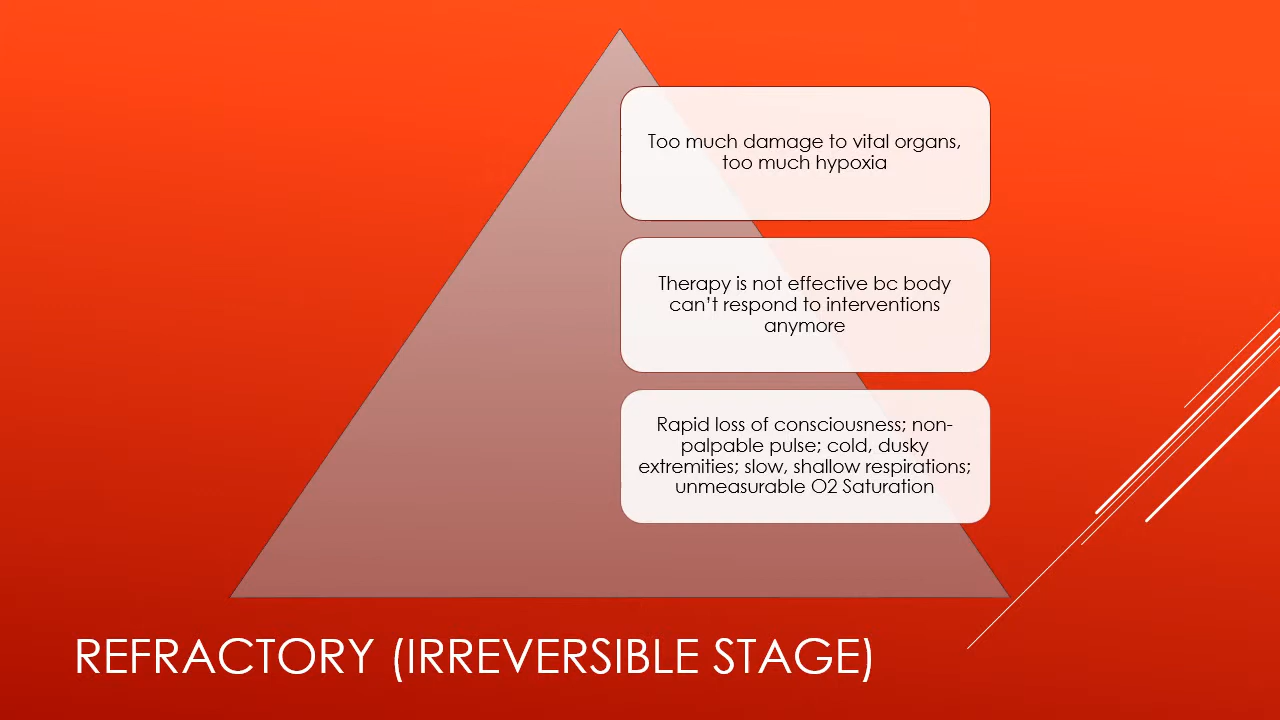 Too much damage to vital organs,
too much hypoxia
Therapy is not effective bc body
can't respond to interventions
anymore
Rapid loss of consciousness; non-
palpable pulse; cold, dusky
extremities; slow, shallow respirations;
unmeasurable O2 Saturation
REFRACTORY (IRREVERSIBLE STAGE)